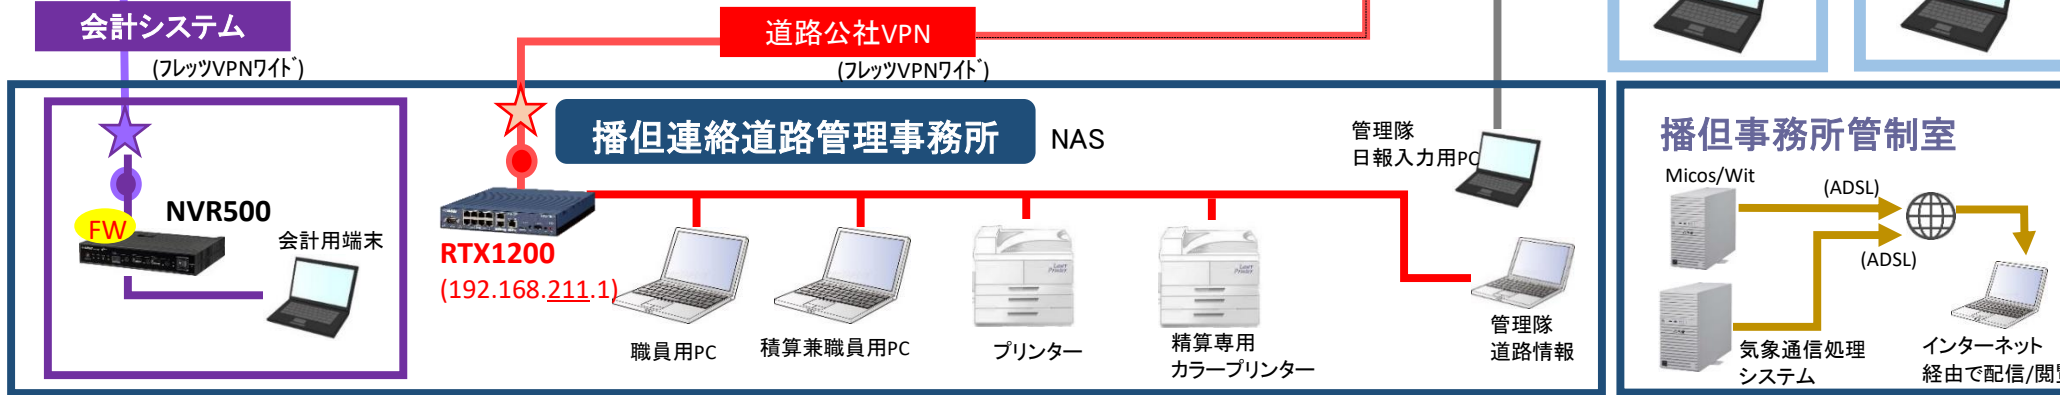 会計システム
(フレッツVPNワイド)
道路公社VPN
(フレッツVPNワイド)
播但連絡道路管理事務所
NAS
管理隊
日報入力用PC
FW
NVR500
会計用端末
RTX1200
(192.168.211.1)
職員用PC
積算兼職員用PC
プリンター
精算専用
カラープリンター
管理隊
道路情報
播但事務所管制室
Micos/Wit
(ADSL)
(ADSL)
気象通信処理
システム
インターネット
経由で配信/閲覧